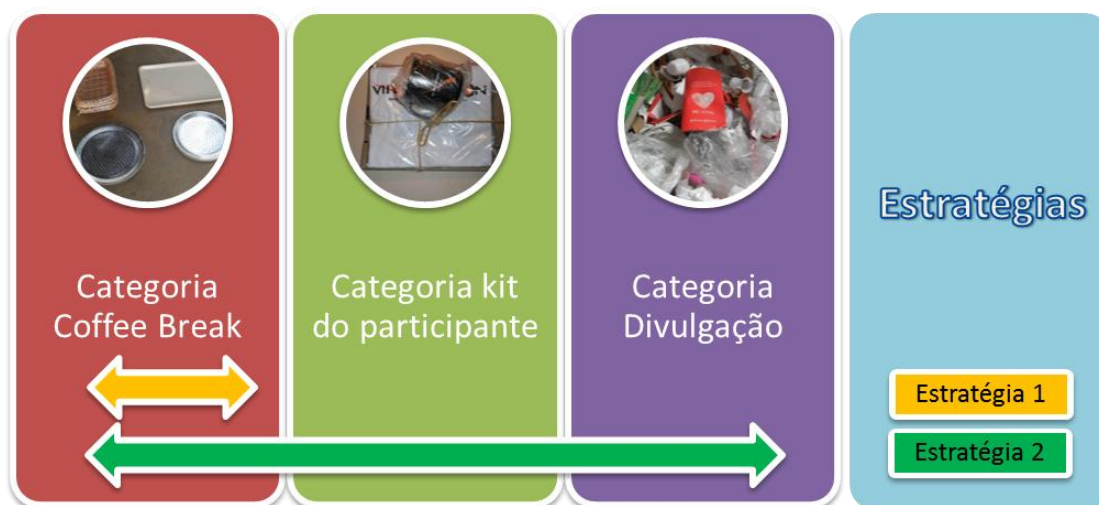 Categoria
Coffee Break
Categoria kit
do participante
Categoria
Divulgação
Estratégias
Estratégia 1
Estratégia 2